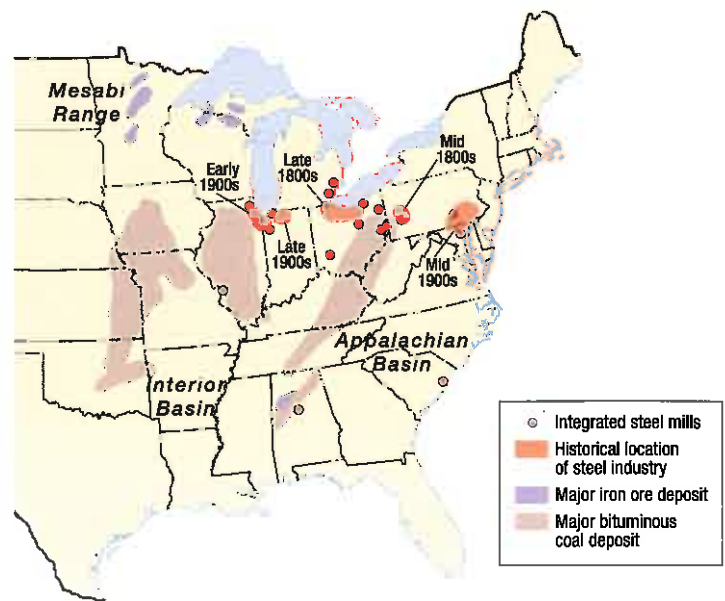 Mesabi
Range
Early
1900s
Late
1800s
Mid
1800s
Late
1900s
Mid
1900s
Appalachian
Basin
Interior
Basin
Integrated steel mills
Historical location
of steel industry
Major iron ore deposit
Major bituminous
coal deposit